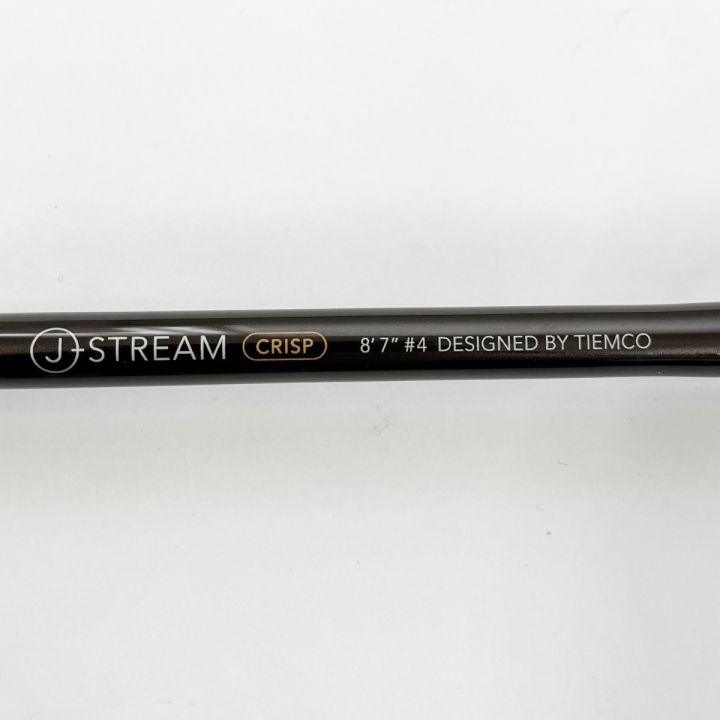 J-STREAM CRISP 8' 7" #4 DESIGNED BY TIEMCO